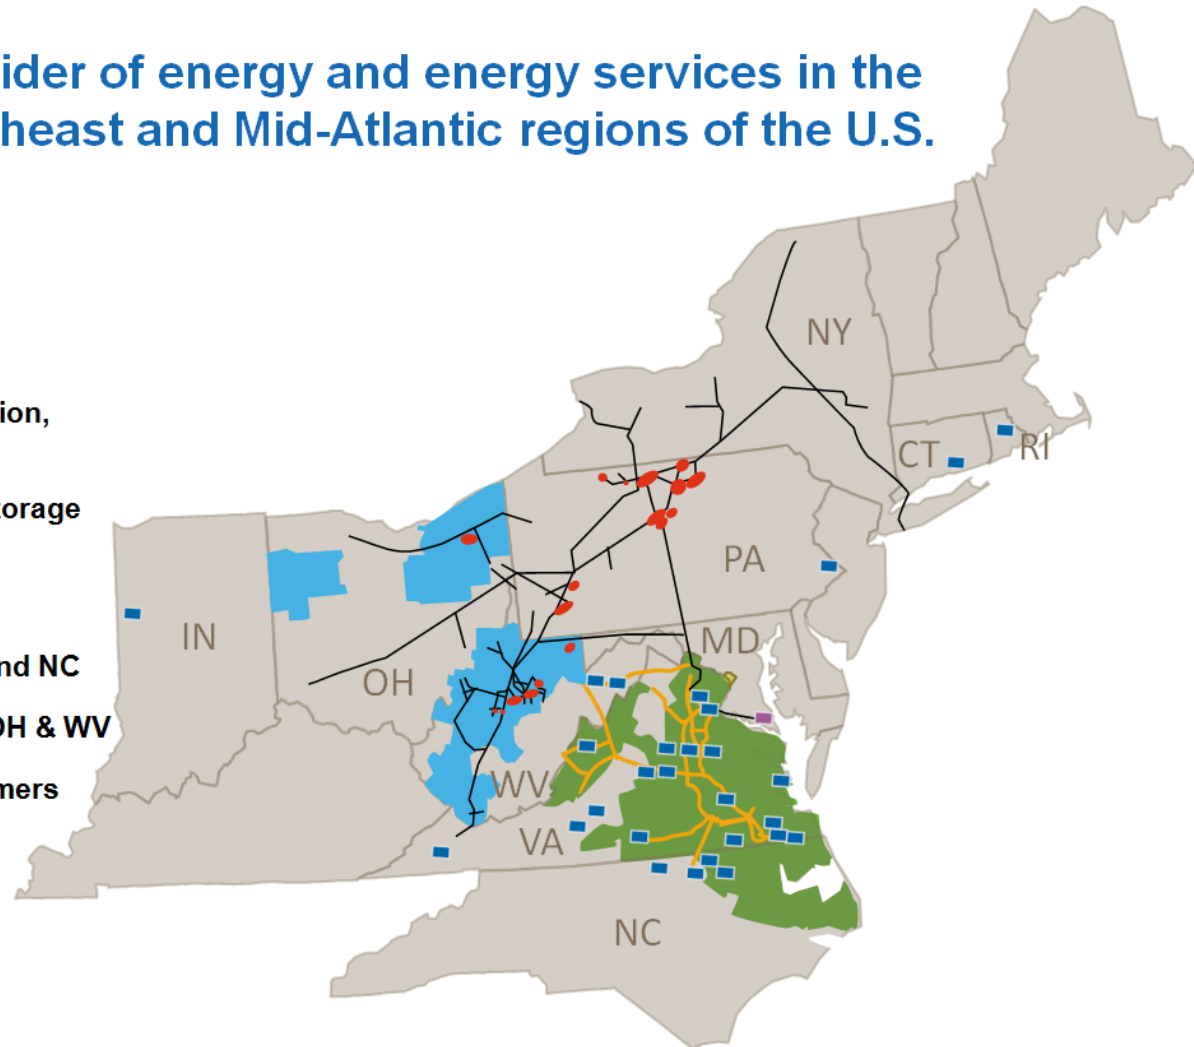 ider of energy and energy services in the
heast and Mid-Atlantic regions of the U.S.
NY
ion,
CT
RI
torage
PA
IN
MD
nd NC
OH
OH & WV
WV
mers
VA
NC